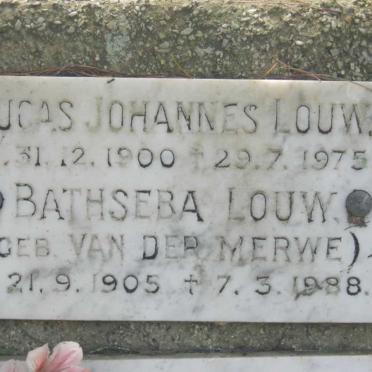 LUCAS JOHANNES LOUW.
* 31.12.1900 † 29.7.1975
BATHSEBA LOUW.
(GEB. VAN DER MERWE)
* 21.9.1905 † 7.3.1988.